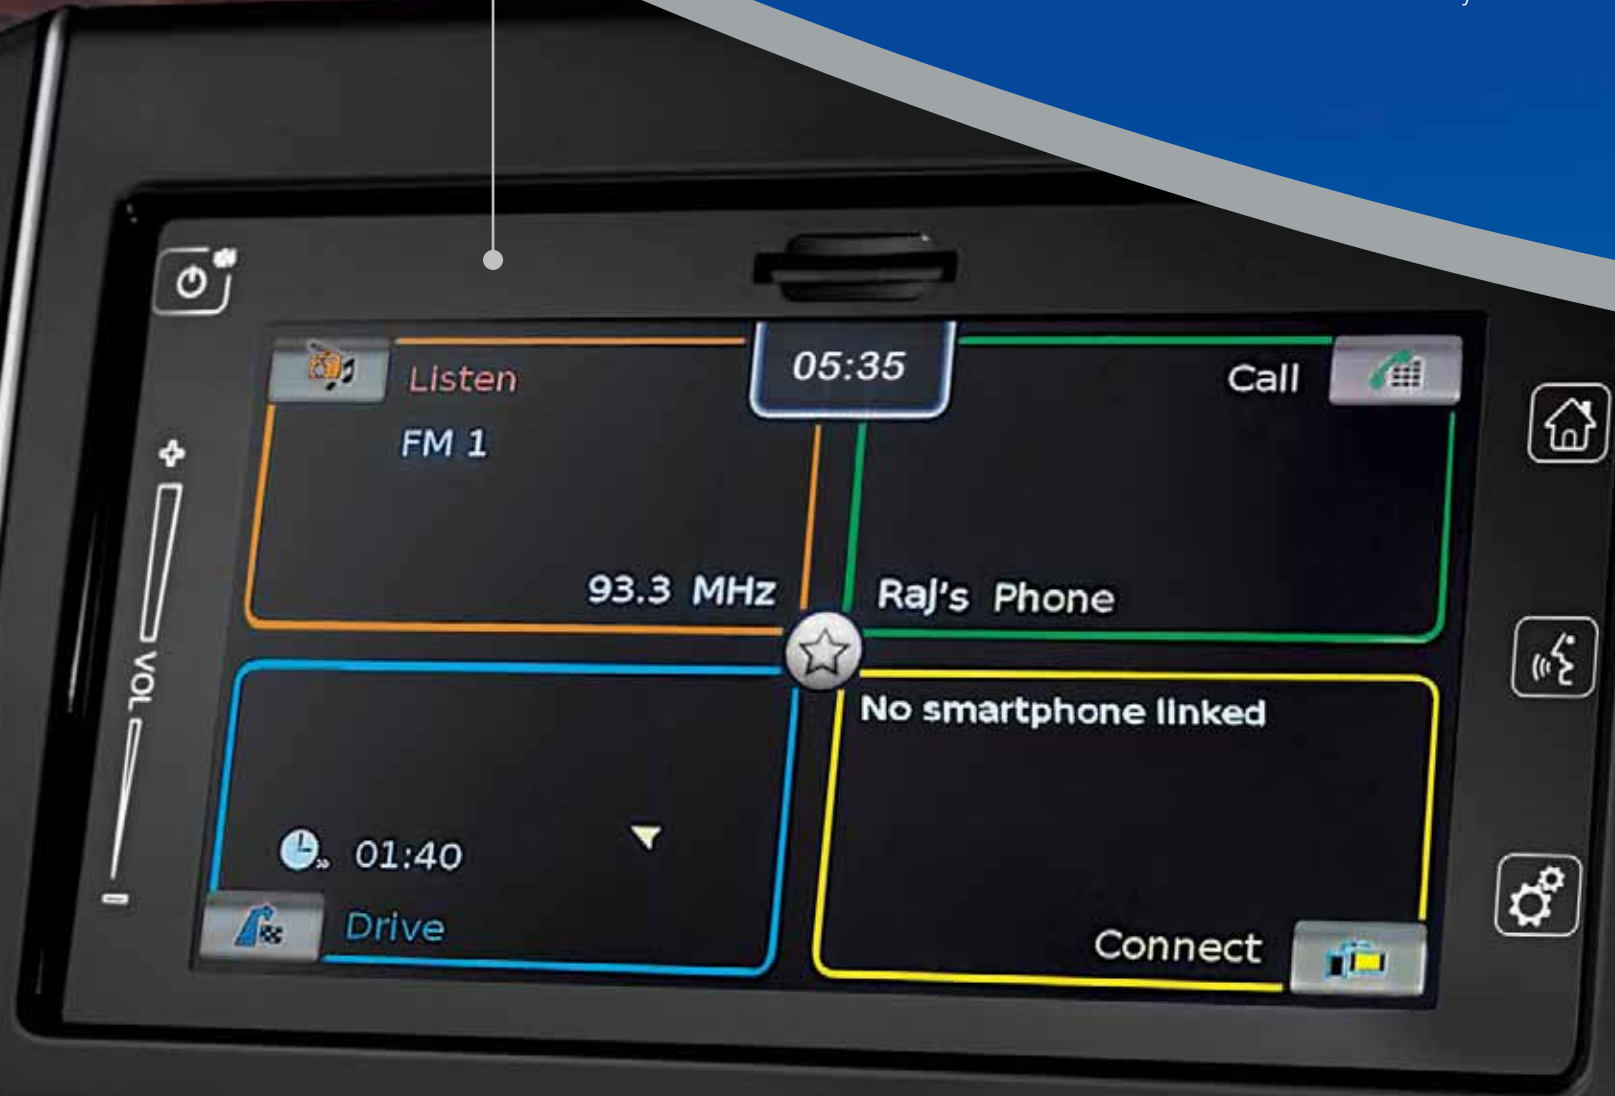 05:35
Listen
FM 1
93.3 MHz
Call
Raj's Phone
VOL
01:40
Drive
No smartphone linked
Connect